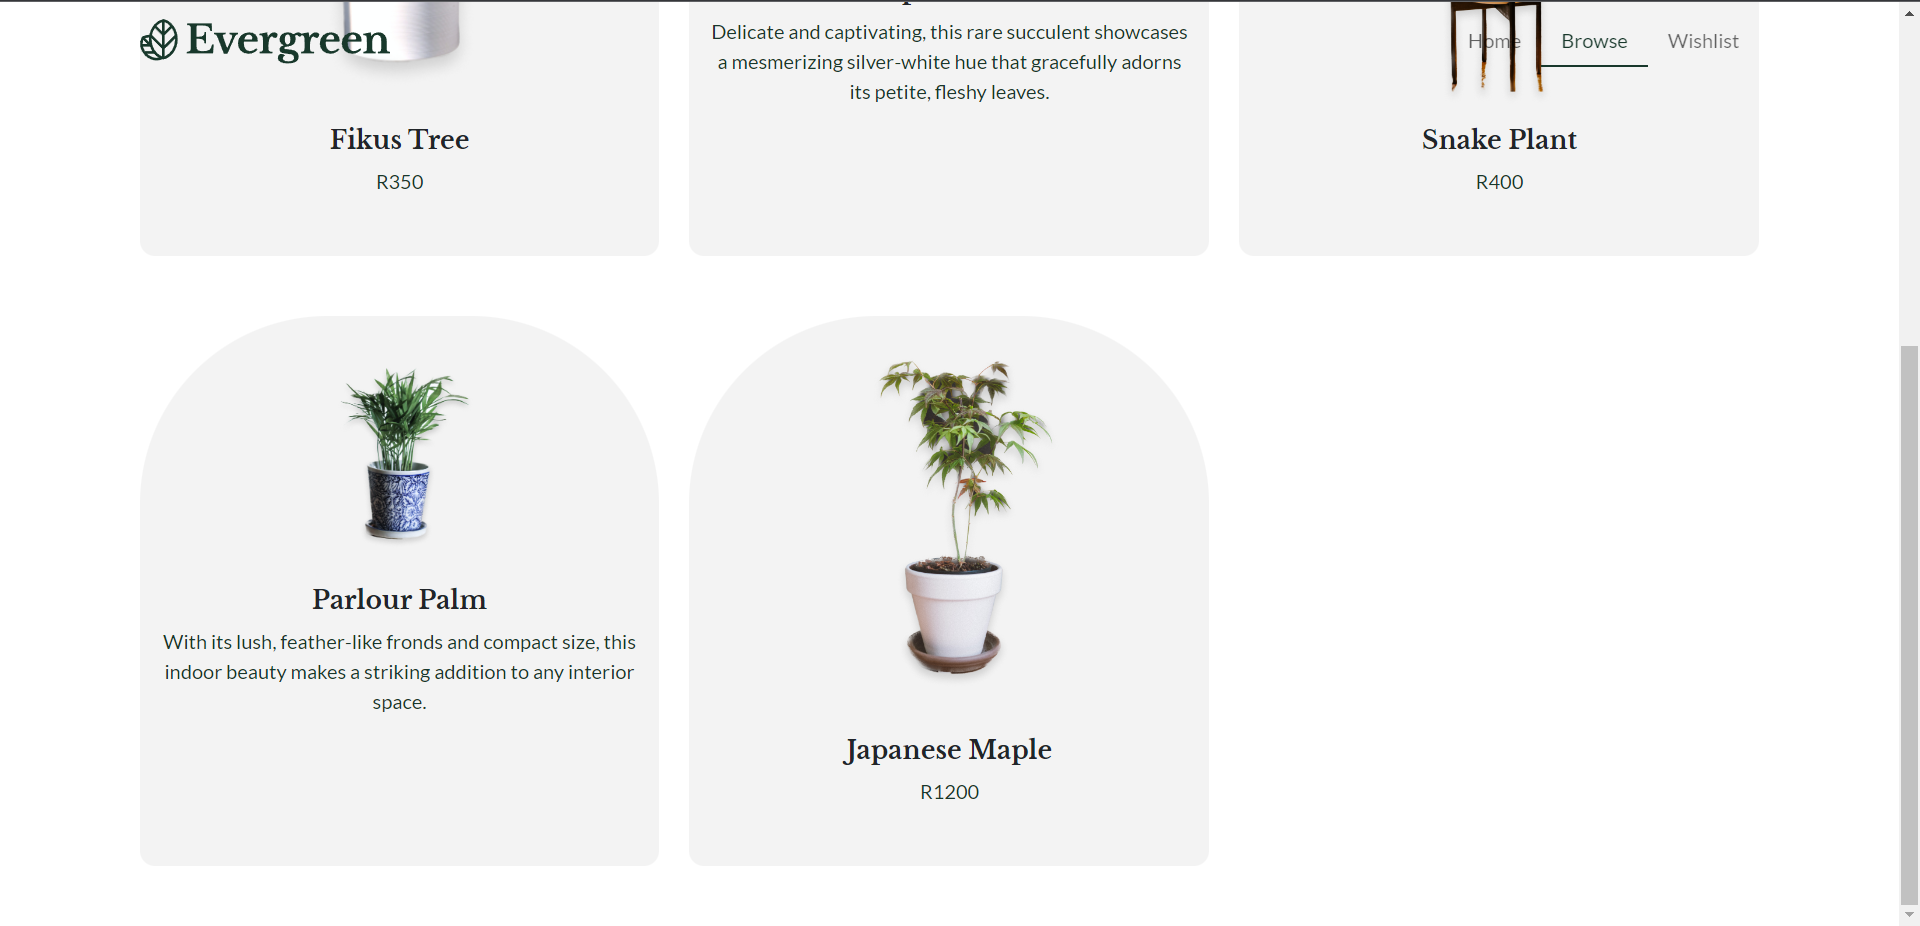 Evergreen
Home Browse Wishlist
Delicate and captivating, this rare succulent showcases
a mesmerizing silver-white hue that gracefully adorns
its petite, fleshy leaves.
Fikus Tree
R350
Snake Plant
R400
Parlour Palm
With its lush, feather-like fronds and compact size, this
indoor beauty makes a striking addition to any interior
space.
Japanese Maple
R1200